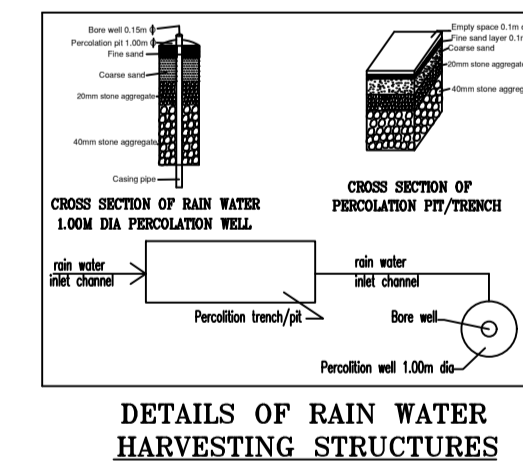 Bore well 0.15m ϕ
Percolation pit 1.00m ϕ
Fine sand
Coarse sand
20mm stone aggregate
40mm stone aggregate
Casing pipe
CROSS SECTION OF RAIN WATER
1.00M DIA PERCOLATION WELL
Empty space 0.1m
Fine sand layer 0.1
Coarse sand
20mm stone aggregate
40mm stone
CROSS SECTION OF
PERCOLATION PIT/TRENCH
rain water
inlet channel
Percolition trench/pit
rain water
inlet channel
Bore well
Percolition well 1.00m dia
DETAILS OF RAIN WATER
HARVESTING STRUCTURES